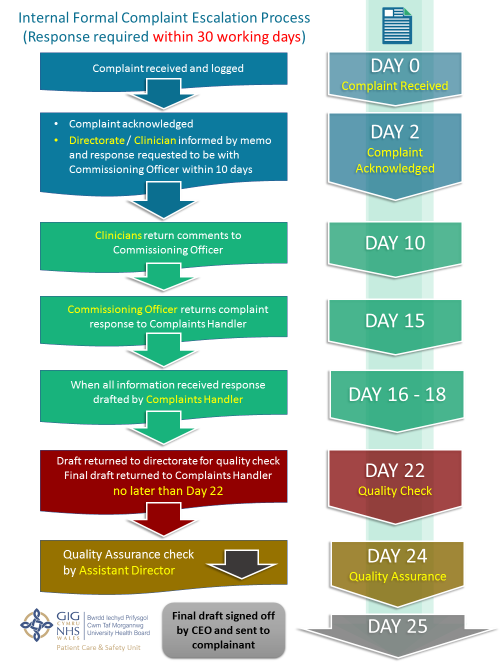 Internal Formal Complaint Escalation Process
(Response required within 30 working days)
Complaint received and logged
DAY 0
Complaint Received
• Complaint acknowledged
• Directorate / Clinician informed by memo
and response requested to be with
Commissioning Officer within 10 days
DAY 2
Complaint
Acknowledged
Clinicians return comments to
Commissioning Officer
DAY 10
Commissioning Officer returns complaint
response to Complaints Handler
DAY 15
When all information received response
drafted by Complaints Handler
DAY 16 - 18
Draft returned to directorate for quality check
Final draft returned to Complaints Handler
no later than Day 22
DAY 22
Quality Check
Quality Assurance check
by Assistant Director
DAY 24
Quality Assurance
GIG
CYMRU
NHS
WALES
Bwrdd Iechyd Prifysgol
Cwm Taf Morgannwg
University Health Board
Patient Care & Safety Unit
Final draft signed off
by CEO and sent to
complainant
DAY 25